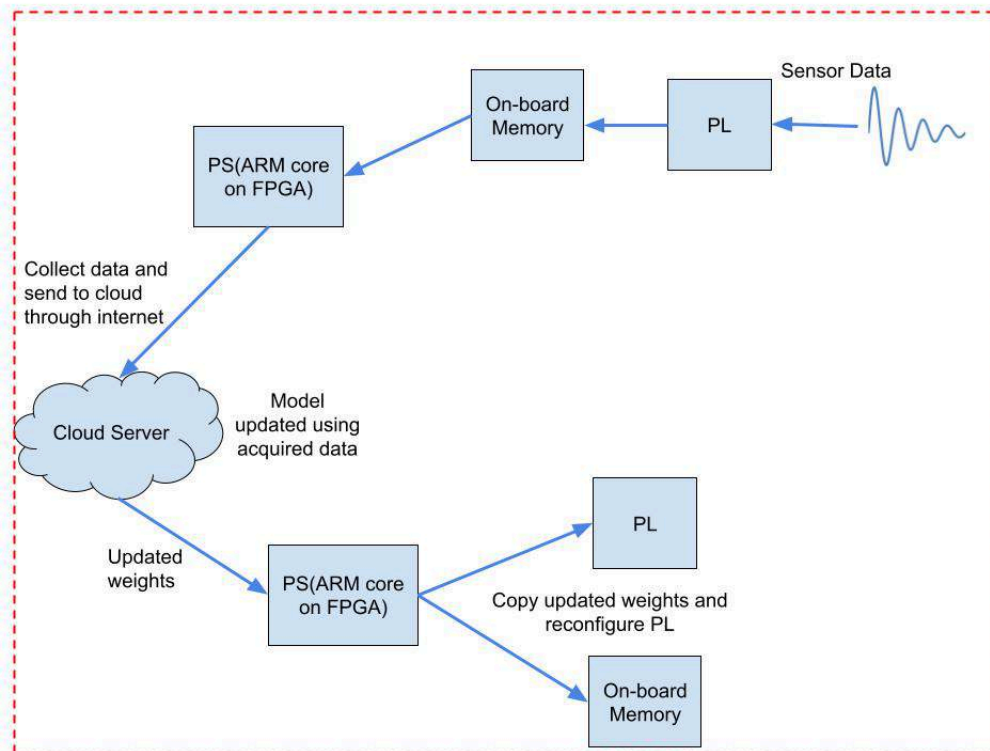 Sensor Data
On-board
Memory
PL
PS(ARM core
on FPGA)
Collect data and
send to cloud
through internet
Cloud Server
Model
updated using
acquired data
Updated
weights
PS(ARM core
on FPGA)
PL
Copy updated weights and
reconfigure PL
On-board
Memory